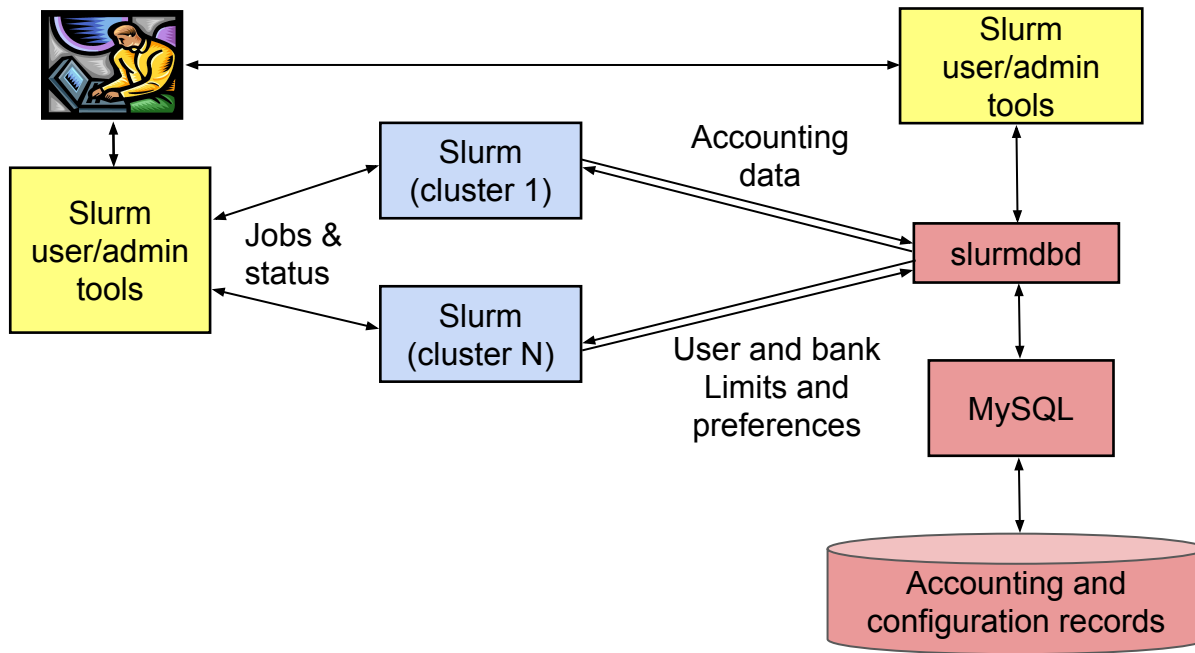 Slurm
user/admin
tools
Slurm
(cluster 1)
Accounting
data
Slurm
user/admin
tools
Jobs &
status
slurmdbd
Slurm
(cluster N)
User and bank
Limits and
preferences
MySQL
Accounting and
configuration records